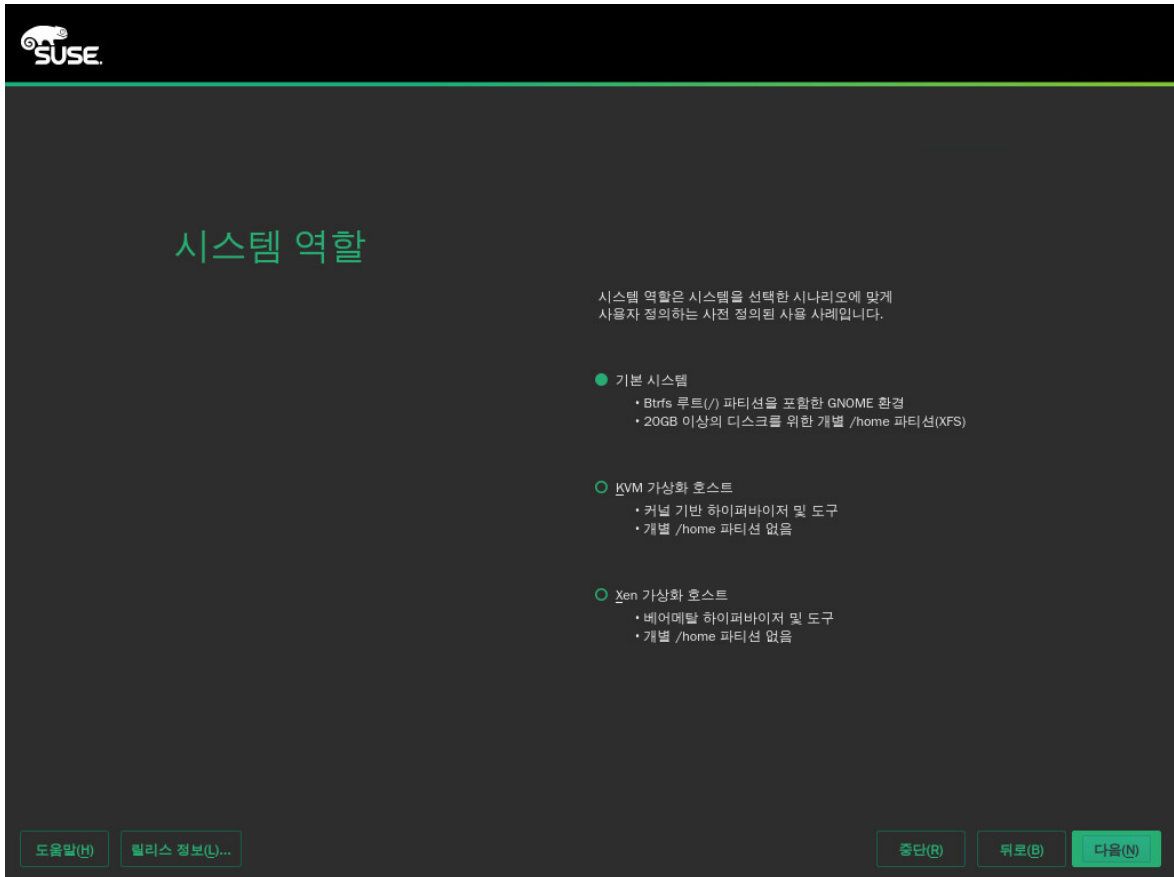 SUSE.
시스템 역할
시스템 역할은 시스템을 선택한 시나리오에 맞게
사용자 정의하는 사전 정의된 사용 사례입니다.
기본 시스템
• Btrfs 루트(/) 파티션을 포함한 GNOME 환경
• 20GB 이상의 디스크를 위한 개별 /home 파티션(XFS)
KVM 가상화 호스트
• 커널 기반 하이퍼바이저 및 도구
• 개별 /home 파티션 없음
Xen 가상화 호스트
• 베어메탈 하이퍼바이저 및 도구
• 개별 /home 파티션 없음
도움말(H) 릴리스 정보(L)... 중단(R) 뒤로(B) 다음(N)